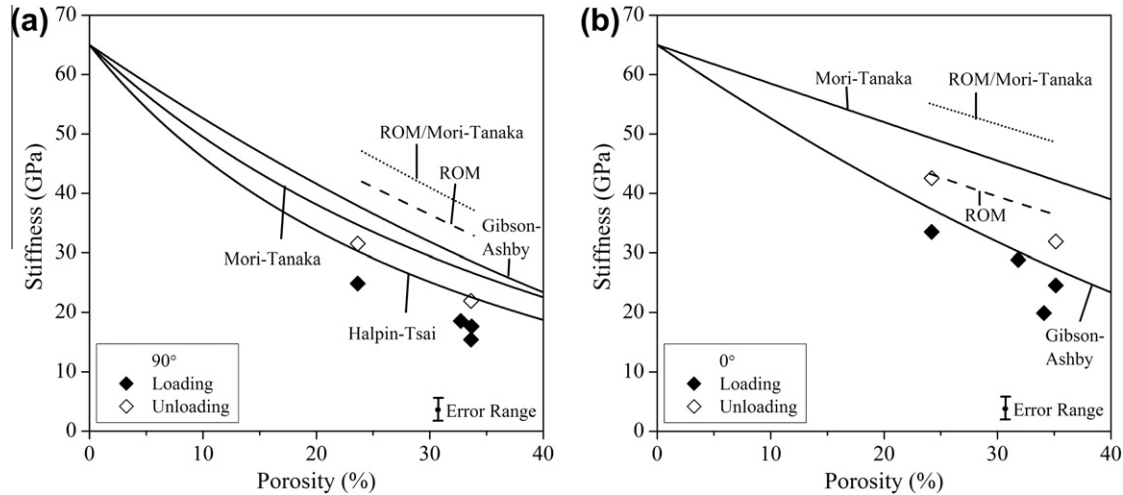 (a)
70
60
50
40
30
20
10
0
Stiffness (GPa)
ROM/Mori-Tanaka
ROM
Gibson-
Ashby
Mori-Tanaka
Halpin-Tsai
90°
Loading
Unloading
Error Range
0 10 20 30 40
Porosity (%)
(b)
70
60
50
40
30
20
10
0
Stiffness (GPa)
Mori-Tanaka
ROM/Mori-Tanaka
ROM
Gibson-
Ashby
0°
Loading
Unloading
Error Range
0 10 20 30 40
Porosity (%)